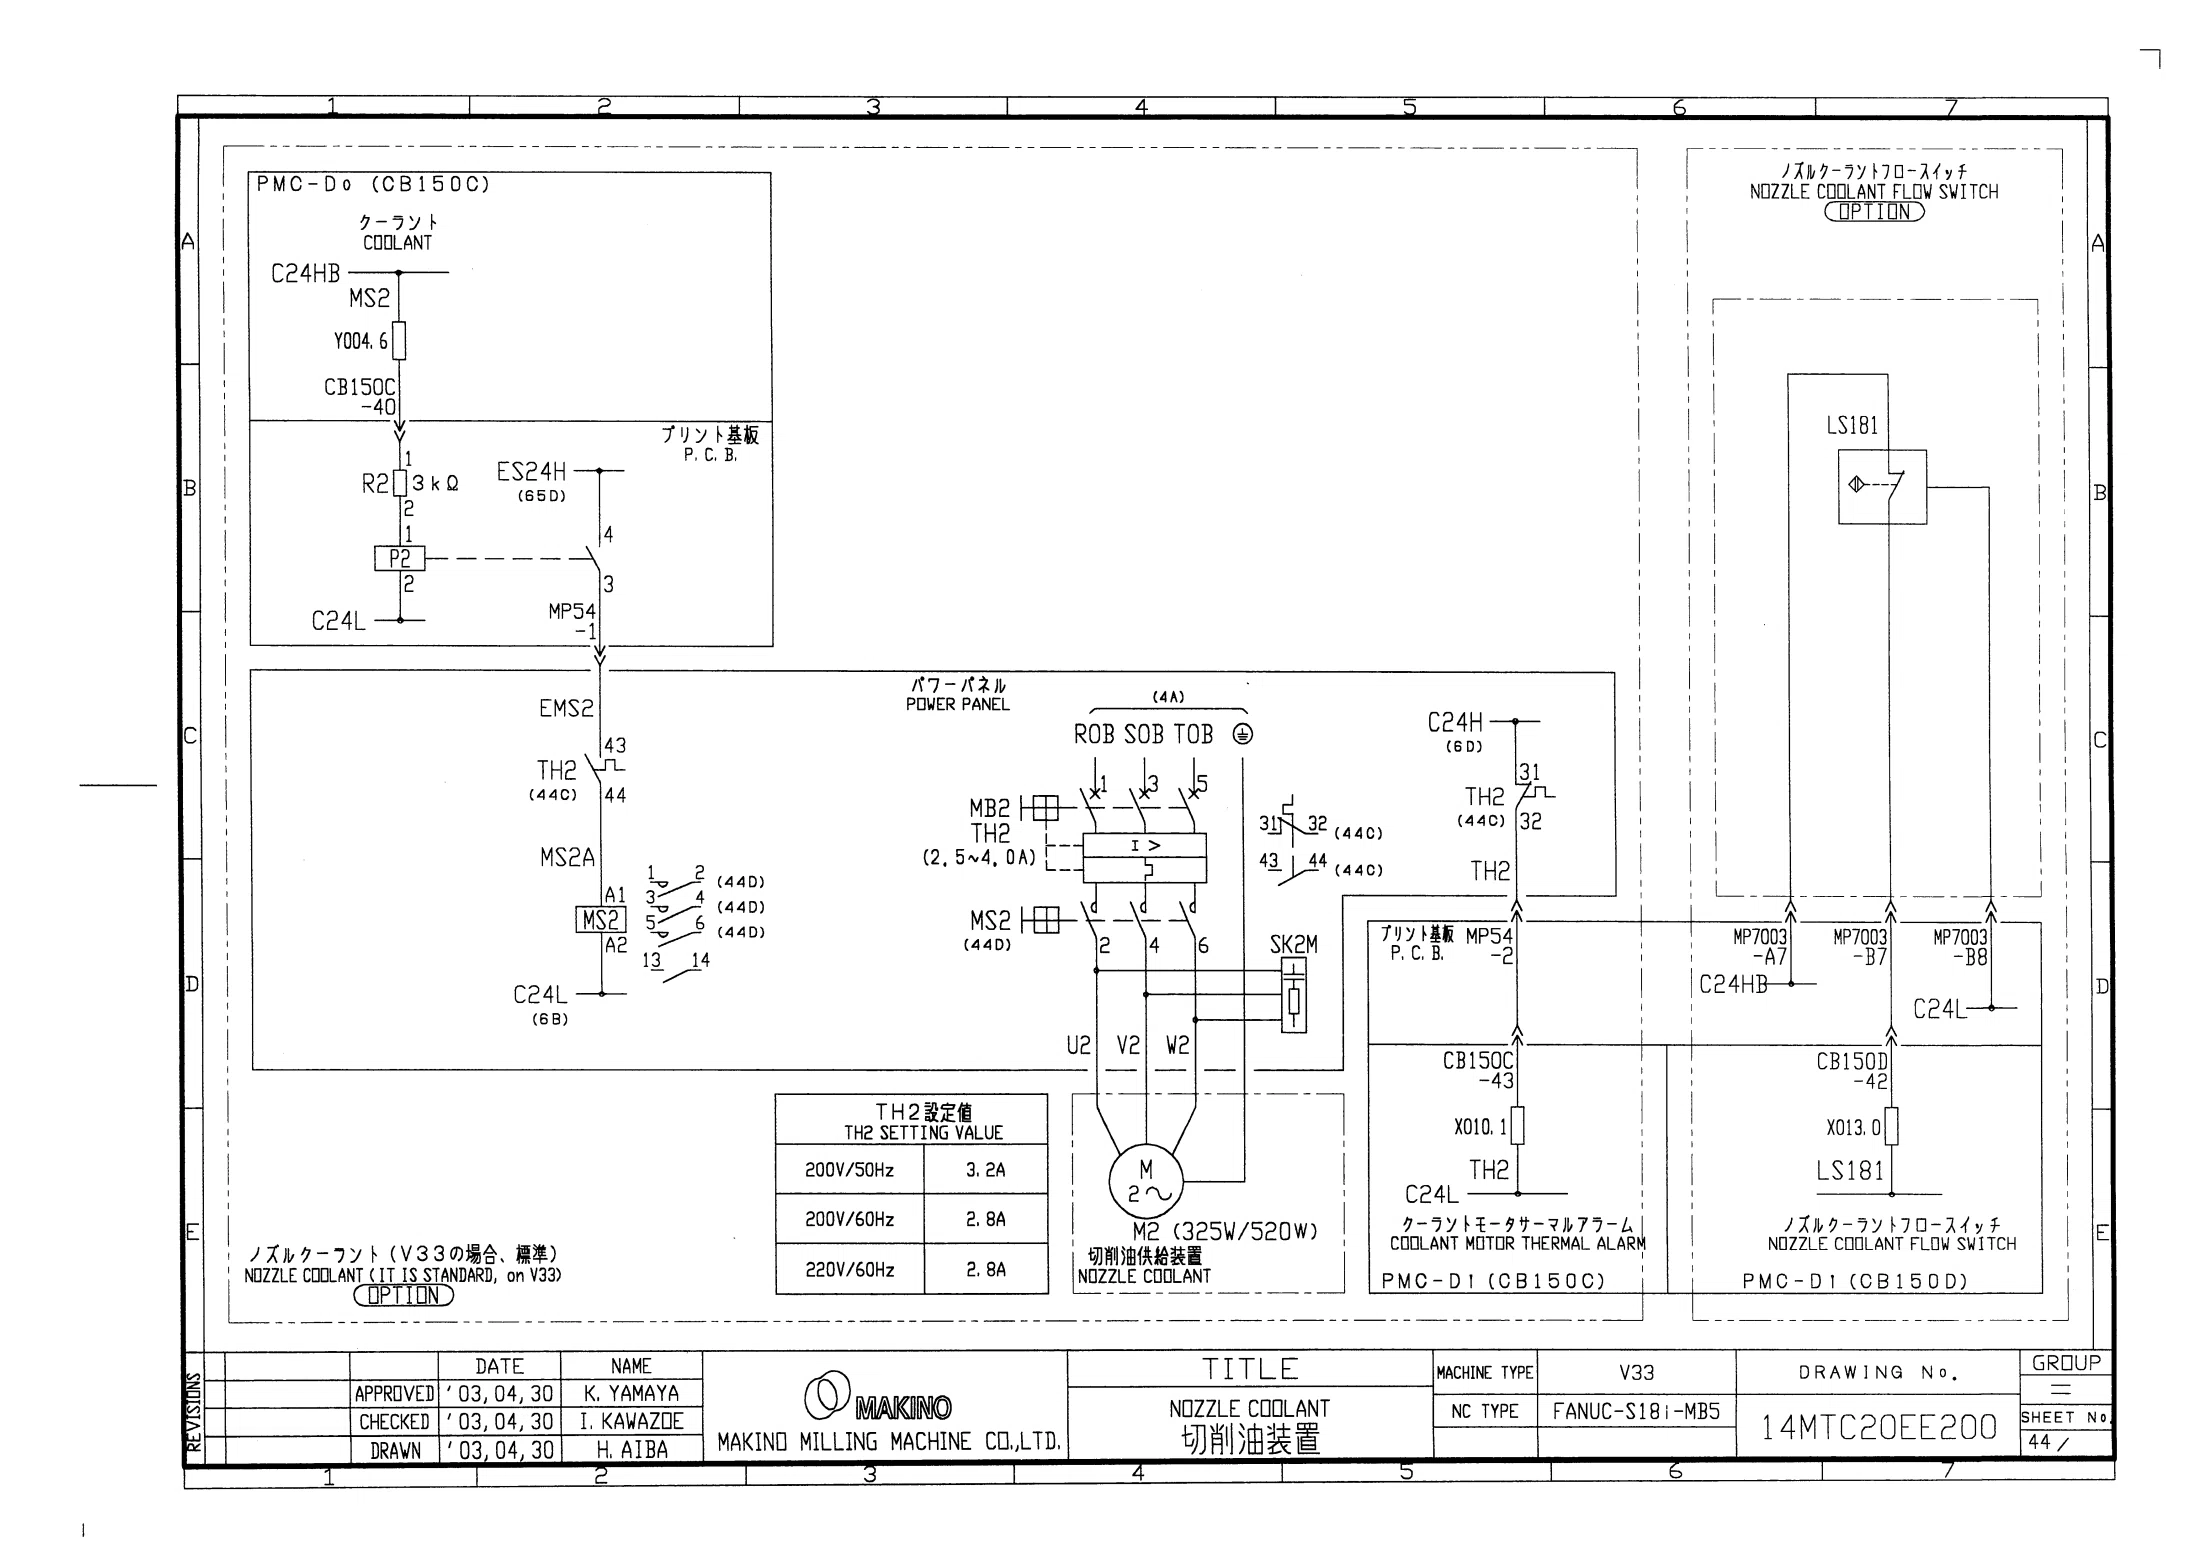 1 2 3 4 5 6 7
PMC-Do (CB150C)
クーラント
COOLANT
C24HB
MS2
Y004.6
CB150C
-40
プリント基板
P.C.B.
1
R2 3kΩ
2
1
P2
2
C24L
ES24H
(65D)
4
3
MP54
-1
パワーパネル
POWER PANEL
EMS2
43
TH2
(44C) 44
MS2A
A1
MS2
A2
C24L
(6B)
1 2 (44D)
3 4 (44D)
5 6 (44D)
13 14
(4A)
R0B S0B T0B
1 3 5
MB2
TH2
(2.5~4.0A)
I >
MS2
(44D)
2 4 6
31 32 (44C)
43 44 (44C)
SK2M
U2 V2 W2
M
2~
M2 (325W/520W)
切削油供給装置
NOZZLE COOLANT
C24H
(6D)
31
TH2
(44C) 32
TH2
プリント基板
P.C.B.
MP54
-2
CB150C
-43
X010.1
TH2
C24L
クーラントモータサーマルアラーム
COOLANT MOTOR THERMAL ALARM
PMC-DI (CB150C)
ノズルクーラントフロースイッチ
NOZZLE COOLANT FLOW SWITCH
OPTION
LS181
MP7003
-A7
MP7003
-B7
MP7003
-B8
C24HB
C24L
CB150D
-42
X013.0
LS181
ノズルクーラントフロースイッチ
NOZZLE COOLANT FLOW SWITCH
PMC-DI (CB150D)
TH2設定値
TH2 SETTING VALUE
200V/50Hz 3.2A
200V/60Hz 2.8A
220V/60Hz 2.8A
ノズルクーラント(V33の場合、標準)
NOZZLE COOLANT (IT IS STANDARD, on V33)
OPTION
A A
B B
C C
D D
E E
REVISIONS
DATE NAME
APPROVED '03,04,30 K. YAMAYA
CHECKED '03,04,30 I. KAWAZOE
DRAWN '03,04,30 H. AIBA
MAKINO
MAKINO MILLING MACHINE CO.,LTD.
TITLE
NOZZLE COOLANT
切削油装置
MACHINE TYPE V33
NC TYPE FANUC-S18i-MB5
DRAWING No.
14MTC20EE200
GROUP
=
SHEET No.
44/
1 2 3 4 5 6 7